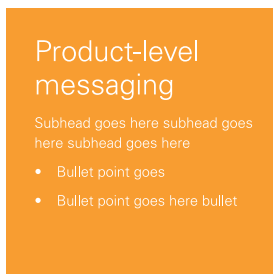 Product-level
messaging
Subhead goes here subhead goes
here subhead goes here
• Bullet point goes
• Bullet point goes here bullet